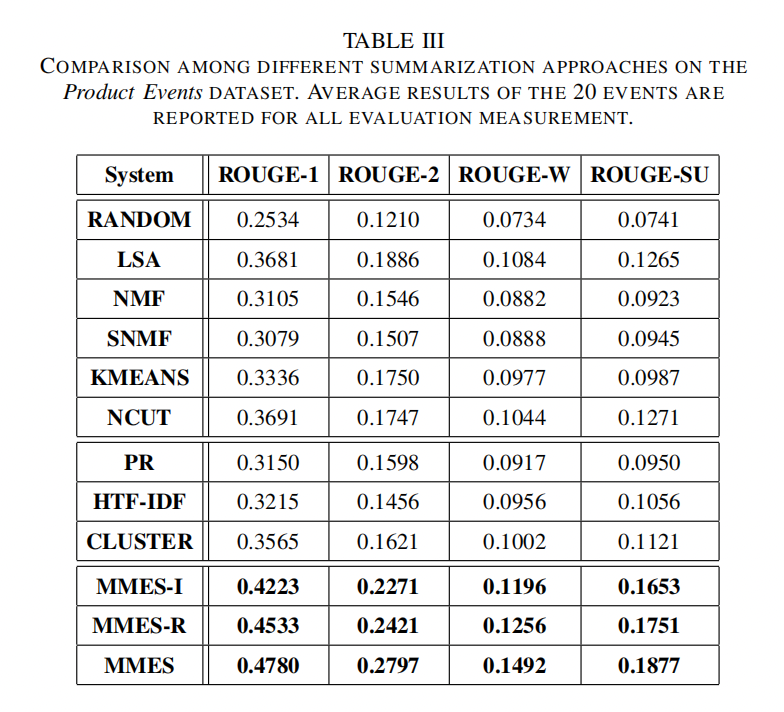 TABLE III
COMPARISON AMONG DIFFERENT SUMMARIZATION APPROACHES ON THE
Product Events DATASET. AVERAGE RESULTS OF THE 20 EVENTS ARE
REPORTED FOR ALL EVALUATION MEASUREMENT.
System ROUGE-1 ROUGE-2 ROUGE-W ROUGE-SU
RANDOM 0.2534 0.1210 0.0734 0.0741
LSA 0.3681 0.1886 0.1084 0.1265
NMF 0.3105 0.1546 0.0882 0.0923
SNMF 0.3079 0.1507 0.0888 0.0945
KMEANS 0.3336 0.1750 0.0977 0.0987
NCUT 0.3691 0.1747 0.1044 0.1271
PR 0.3150 0.1598 0.0917 0.0950
HTF-IDF 0.3215 0.1456 0.0956 0.1056
CLUSTER 0.3565 0.1621 0.1002 0.1121
MMES-I 0.4223 0.2271 0.1196 0.1653
MMES-R 0.4533 0.2421 0.1256 0.1751
MMES 0.4780 0.2797 0.1492 0.1877